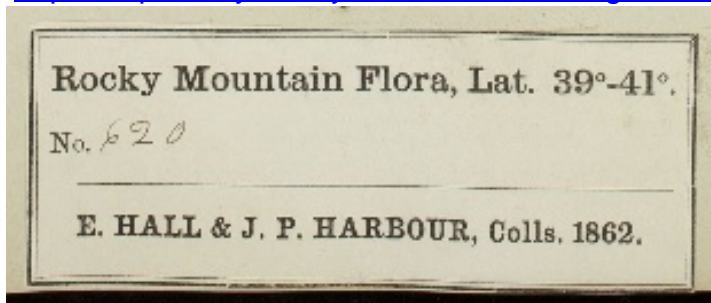 Rocky Mountain Flora, Lat. 39°-41°.
No. 620
E. HALL & J. P. HARBOUR, Colls. 1862.